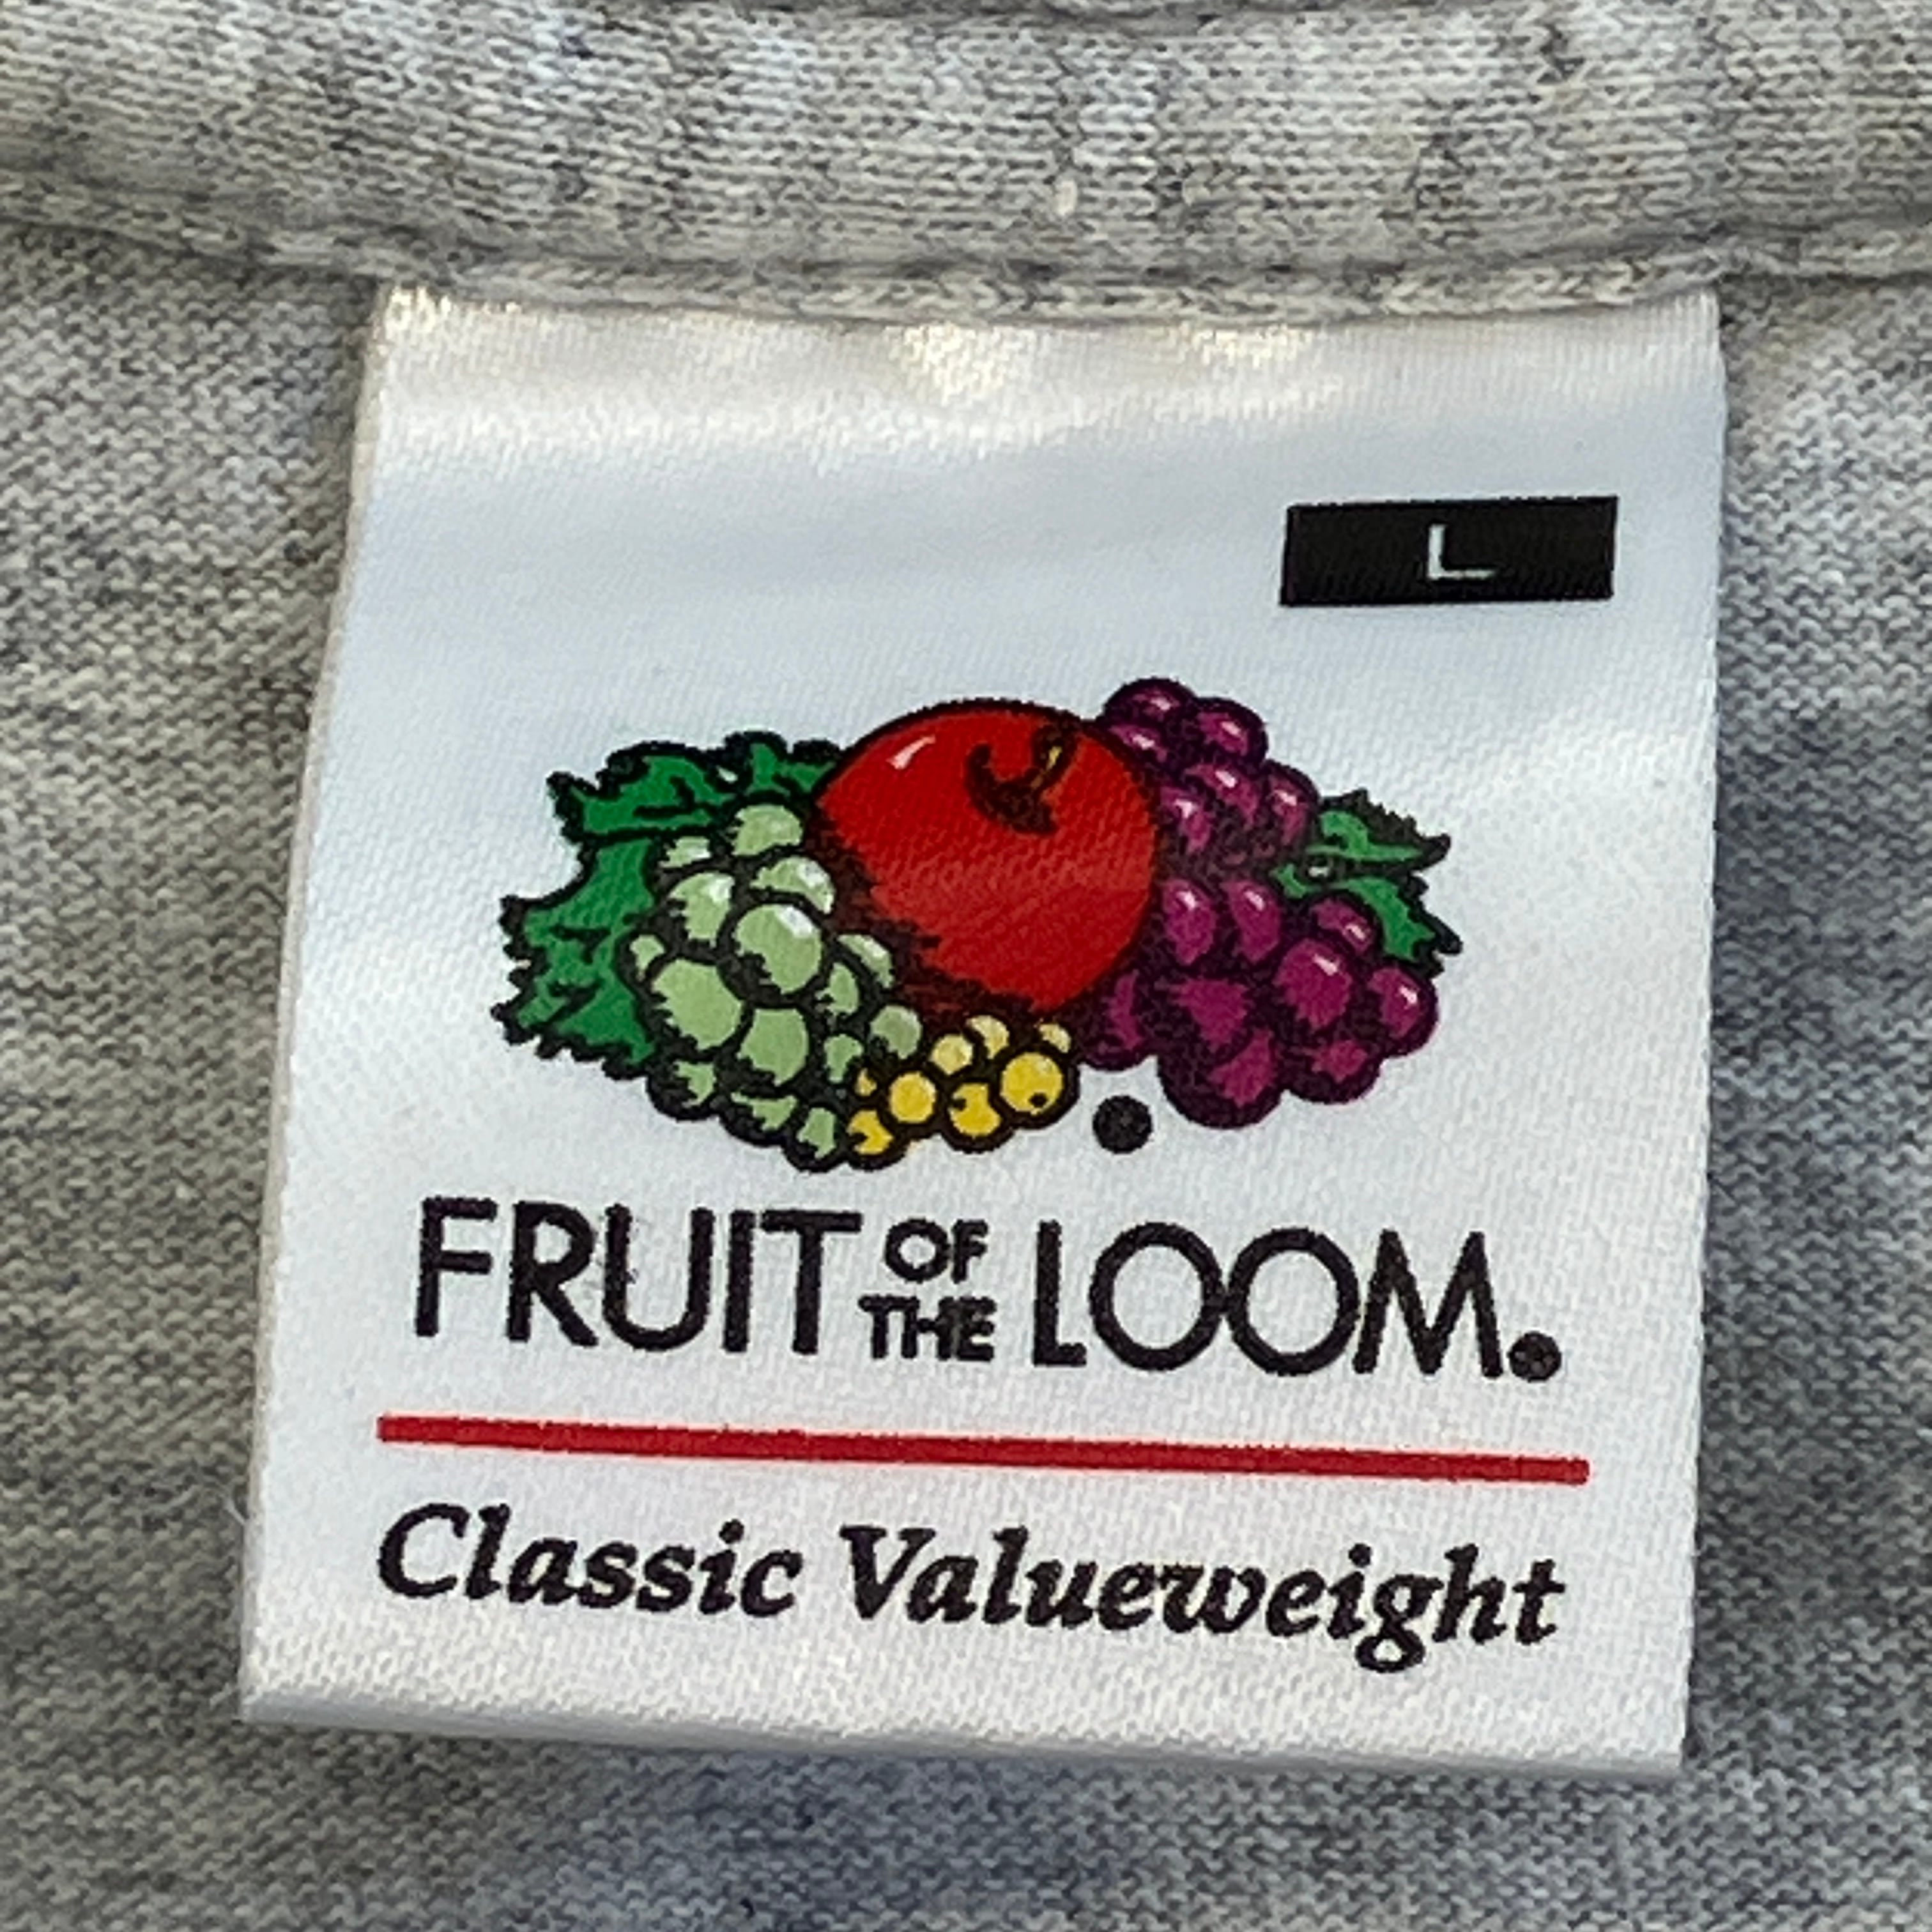 L
FRUIT OF THE LOOM®
Classic Valueweight